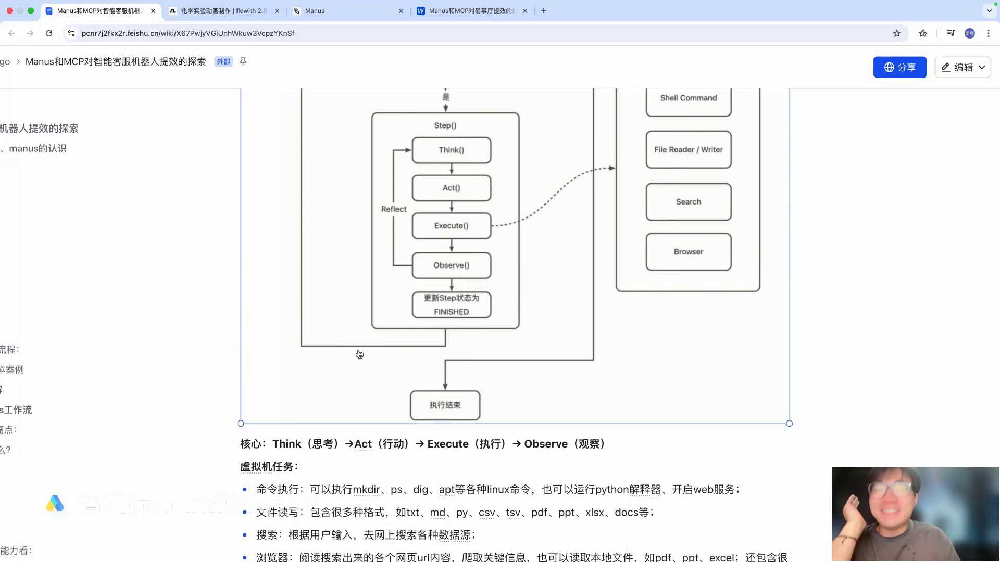 Manus和MCP对智能客服机器人
化学实验动画制作 | flowith 2.0
Manus
Manus和MCP对易事厅提效的探
pcnr7j2fkx2r.feishu.cn/wiki/X67PwjyVGiUnhWkuw3VcpzYKnSf
皓辰
go > Manus和MCP对智能客服机器人提效的探索 外部
分享
编辑
机器人提效的探索
、manus的认识
流程：
体案例
s工作流
痛点：
么？
能力看：
是
Step()
Think()
Act()
Reflect
Execute()
Observe()
更新Step状态为
FINISHED
执行结束
Shell Command
File Reader / Writer
Search
Browser
核心：Think（思考）→Act（行动）→ Execute（执行）→ Observe（观察）
虚拟机任务：
命令执行：可以执行mkdir、ps、dig、apt等各种linux命令，也可以运行python解释器、开启web服务；
文件读写：包含很多种格式，如txt、md、py、csv、tsv、pdf、ppt、xlsx、docs等；
搜索：根据用户输入，去网上搜索各种数据源；
浏览器：阅读搜索出来的各个网页url内容，爬取关键信息，也可以读取本地文件，如pdf、ppt、excel；还包含很